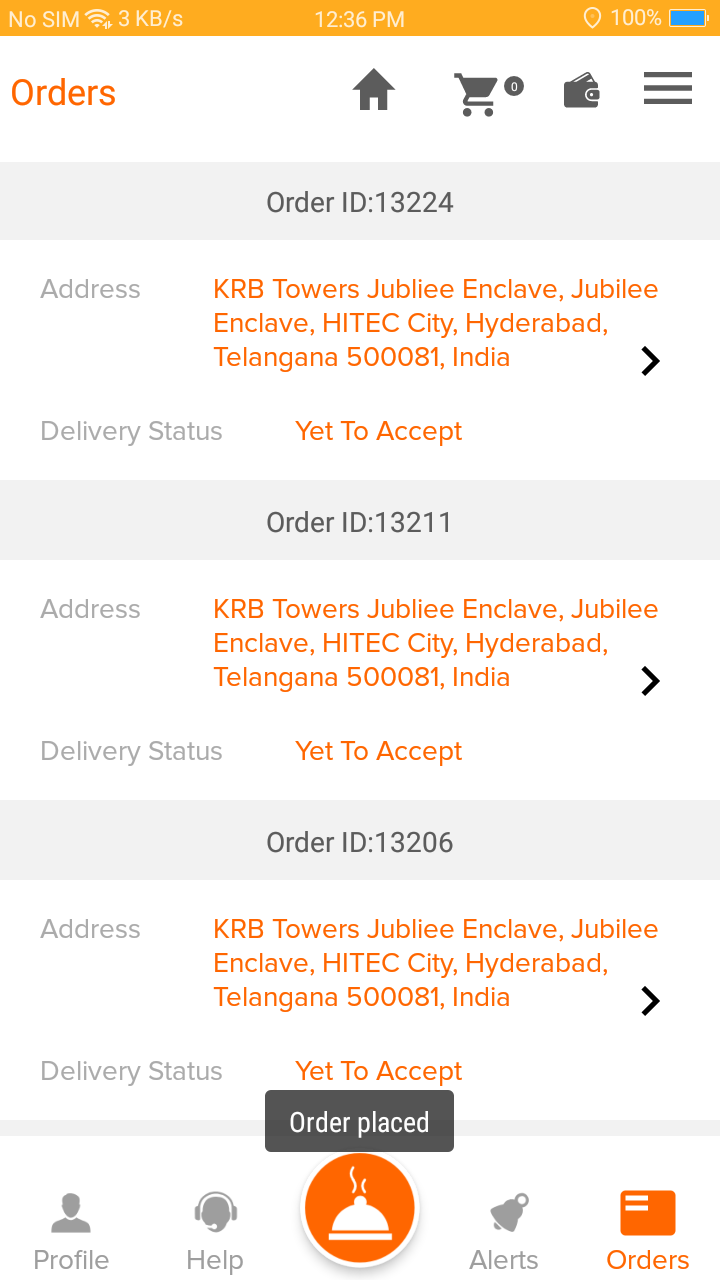 No SIM 3 KB/s 12:36 PM 100%
Orders 0
Order ID:13224
Address KRB Towers Jubliee Enclave, Jubilee
Enclave, HITEC City, Hyderabad,
Telangana 500081, India
Delivery Status Yet To Accept
Order ID:13211
Address KRB Towers Jubliee Enclave, Jubilee
Enclave, HITEC City, Hyderabad,
Telangana 500081, India
Delivery Status Yet To Accept
Order ID:13206
Address KRB Towers Jubliee Enclave, Jubilee
Enclave, HITEC City, Hyderabad,
Telangana 500081, India
Delivery Status Yet To Accept
Order placed
Profile Help Alerts Orders